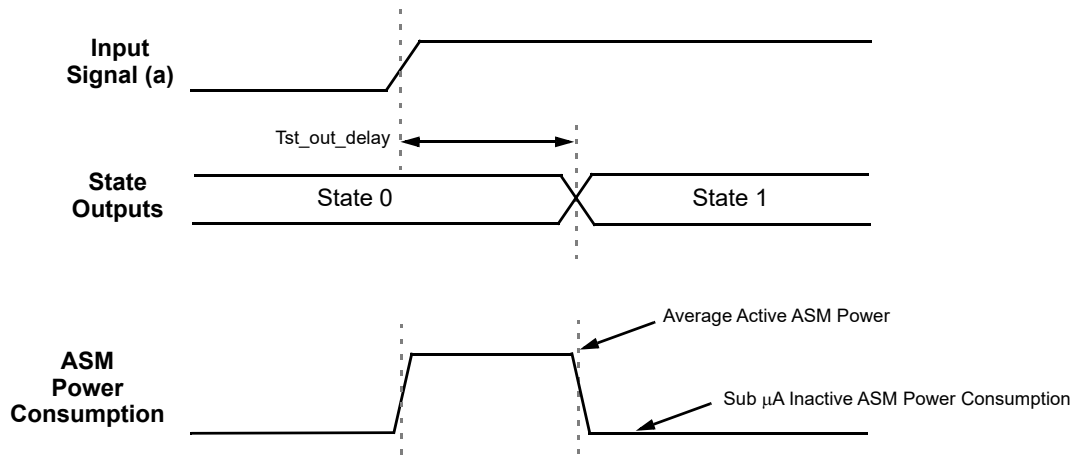 Input
Signal (a)
Tst_out_delay
State
Outputs
State 0
State 1
Average Active ASM Power
ASM
Power
Consumption
Sub μA Inactive ASM Power Consumption